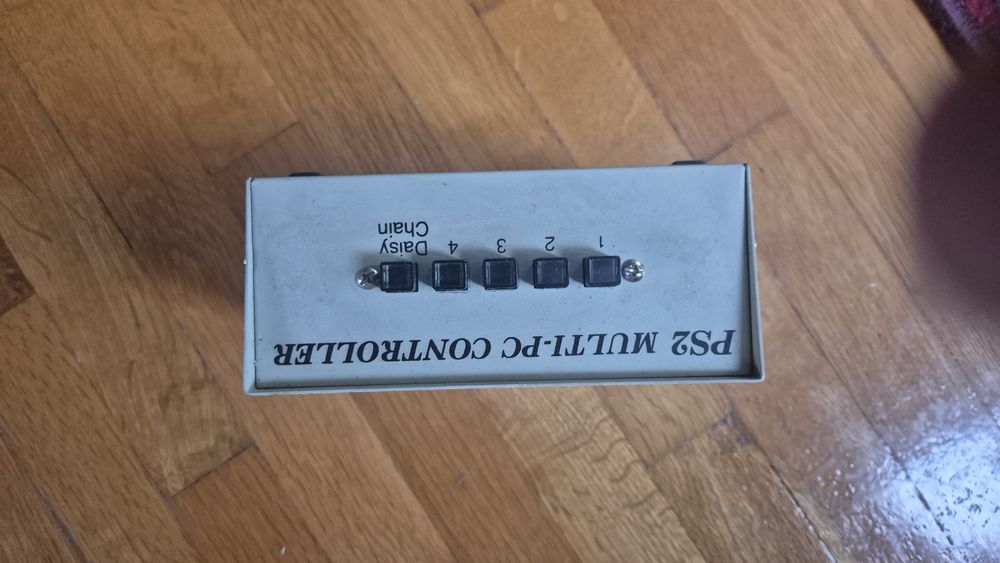 PS2 MULTI-PC CONTROLLER
1 2 3 4 Daisy
Chain